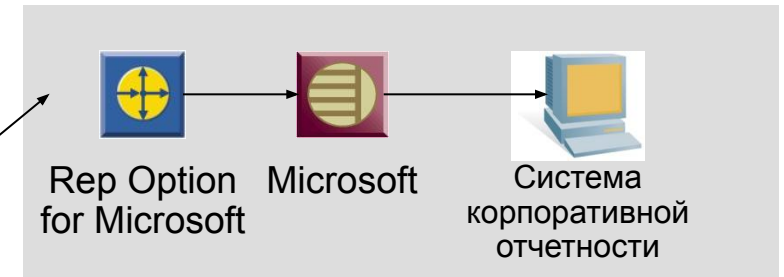 Rep Option
for Microsoft
Microsoft
Система
корпоративной
отчетности